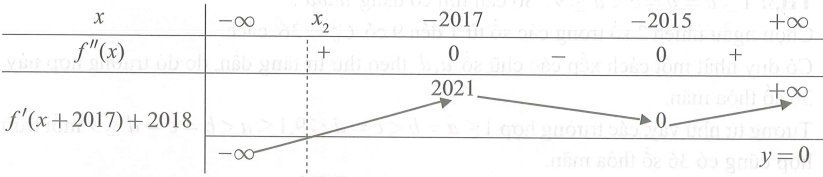 x −∞ x₂ −2017 −2015 +∞
f''(x) + 0 − 0 +
2021 +∞
f'(x+2017)+2018 0
−∞ y=0